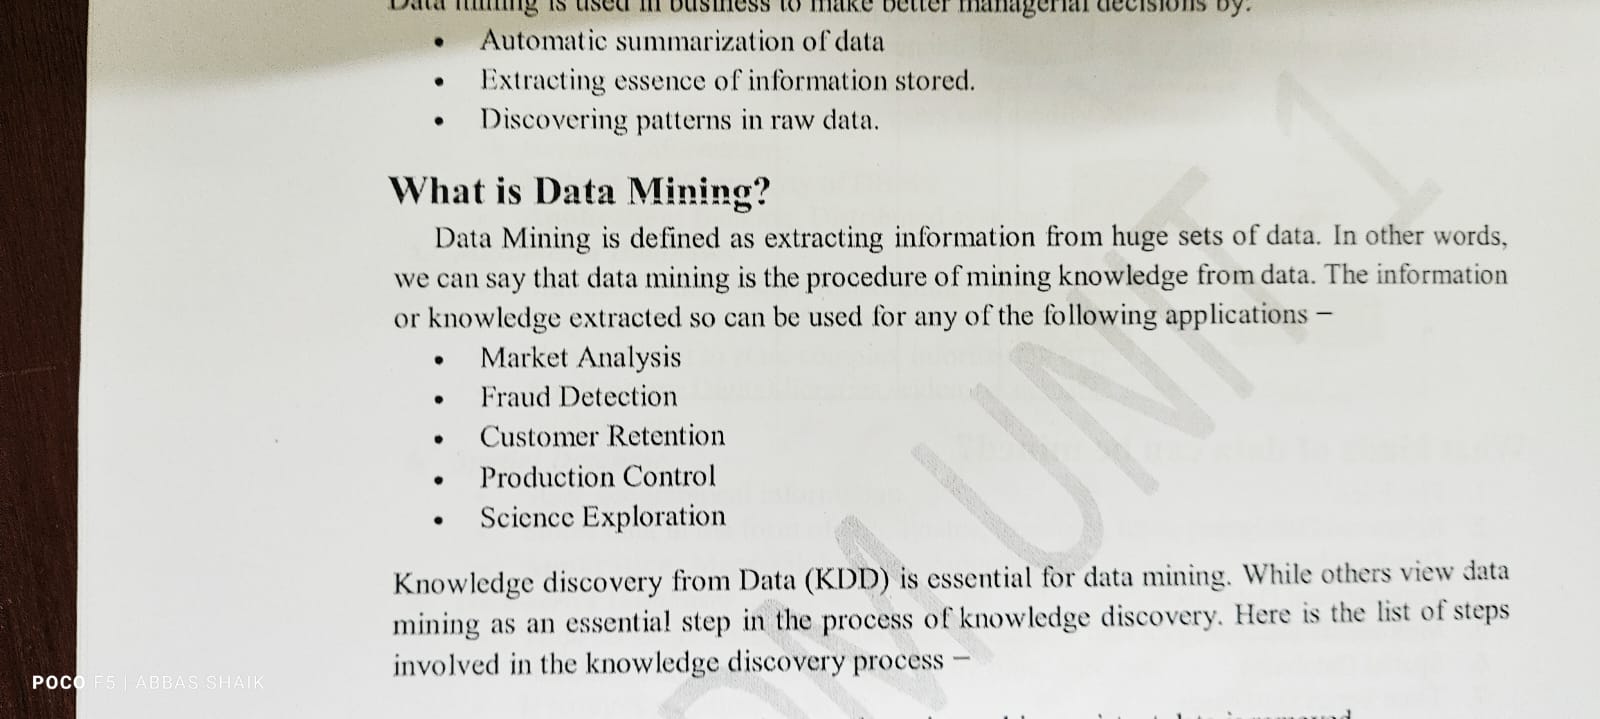 Data mining is used in business to make better managerial decisions by:
• Automatic summarization of data
• Extracting essence of information stored.
• Discovering patterns in raw data.
What is Data Mining?
Data Mining is defined as extracting information from huge sets of data. In other words,
we can say that data mining is the procedure of mining knowledge from data. The information
or knowledge extracted so can be used for any of the following applications –
• Market Analysis
• Fraud Detection
• Customer Retention
• Production Control
• Science Exploration
Knowledge discovery from Data (KDD) is essential for data mining. While others view data
mining as an essential step in the process of knowledge discovery. Here is the list of steps
involved in the knowledge discovery process –
DM UNIT 1
POCO F5 | ABBAS SHAIK